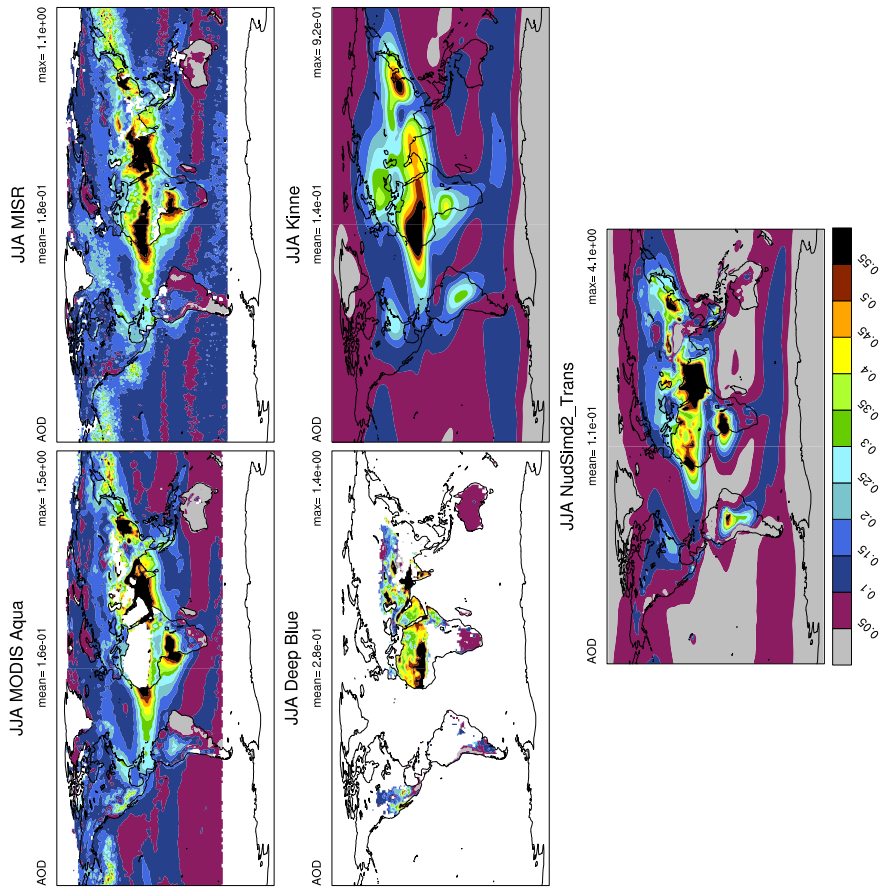 JJA MODIS Aqua
AOD mean= 1.6e-01 max= 1.5e+00
JJA MISR
AOD mean= 1.8e-01 max= 1.1e+00
JJA Deep Blue
AOD mean= 2.8e-01 max= 1.4e+00
JJA Kinne
AOD mean= 1.4e-01 max= 9.2e-01
JJA NudSimd2_Trans
AOD mean= 1.1e-01 max= 4.1e+00
0.05 0.1 0.15 0.2 0.25 0.3 0.35 0.4 0.45 0.5 0.55